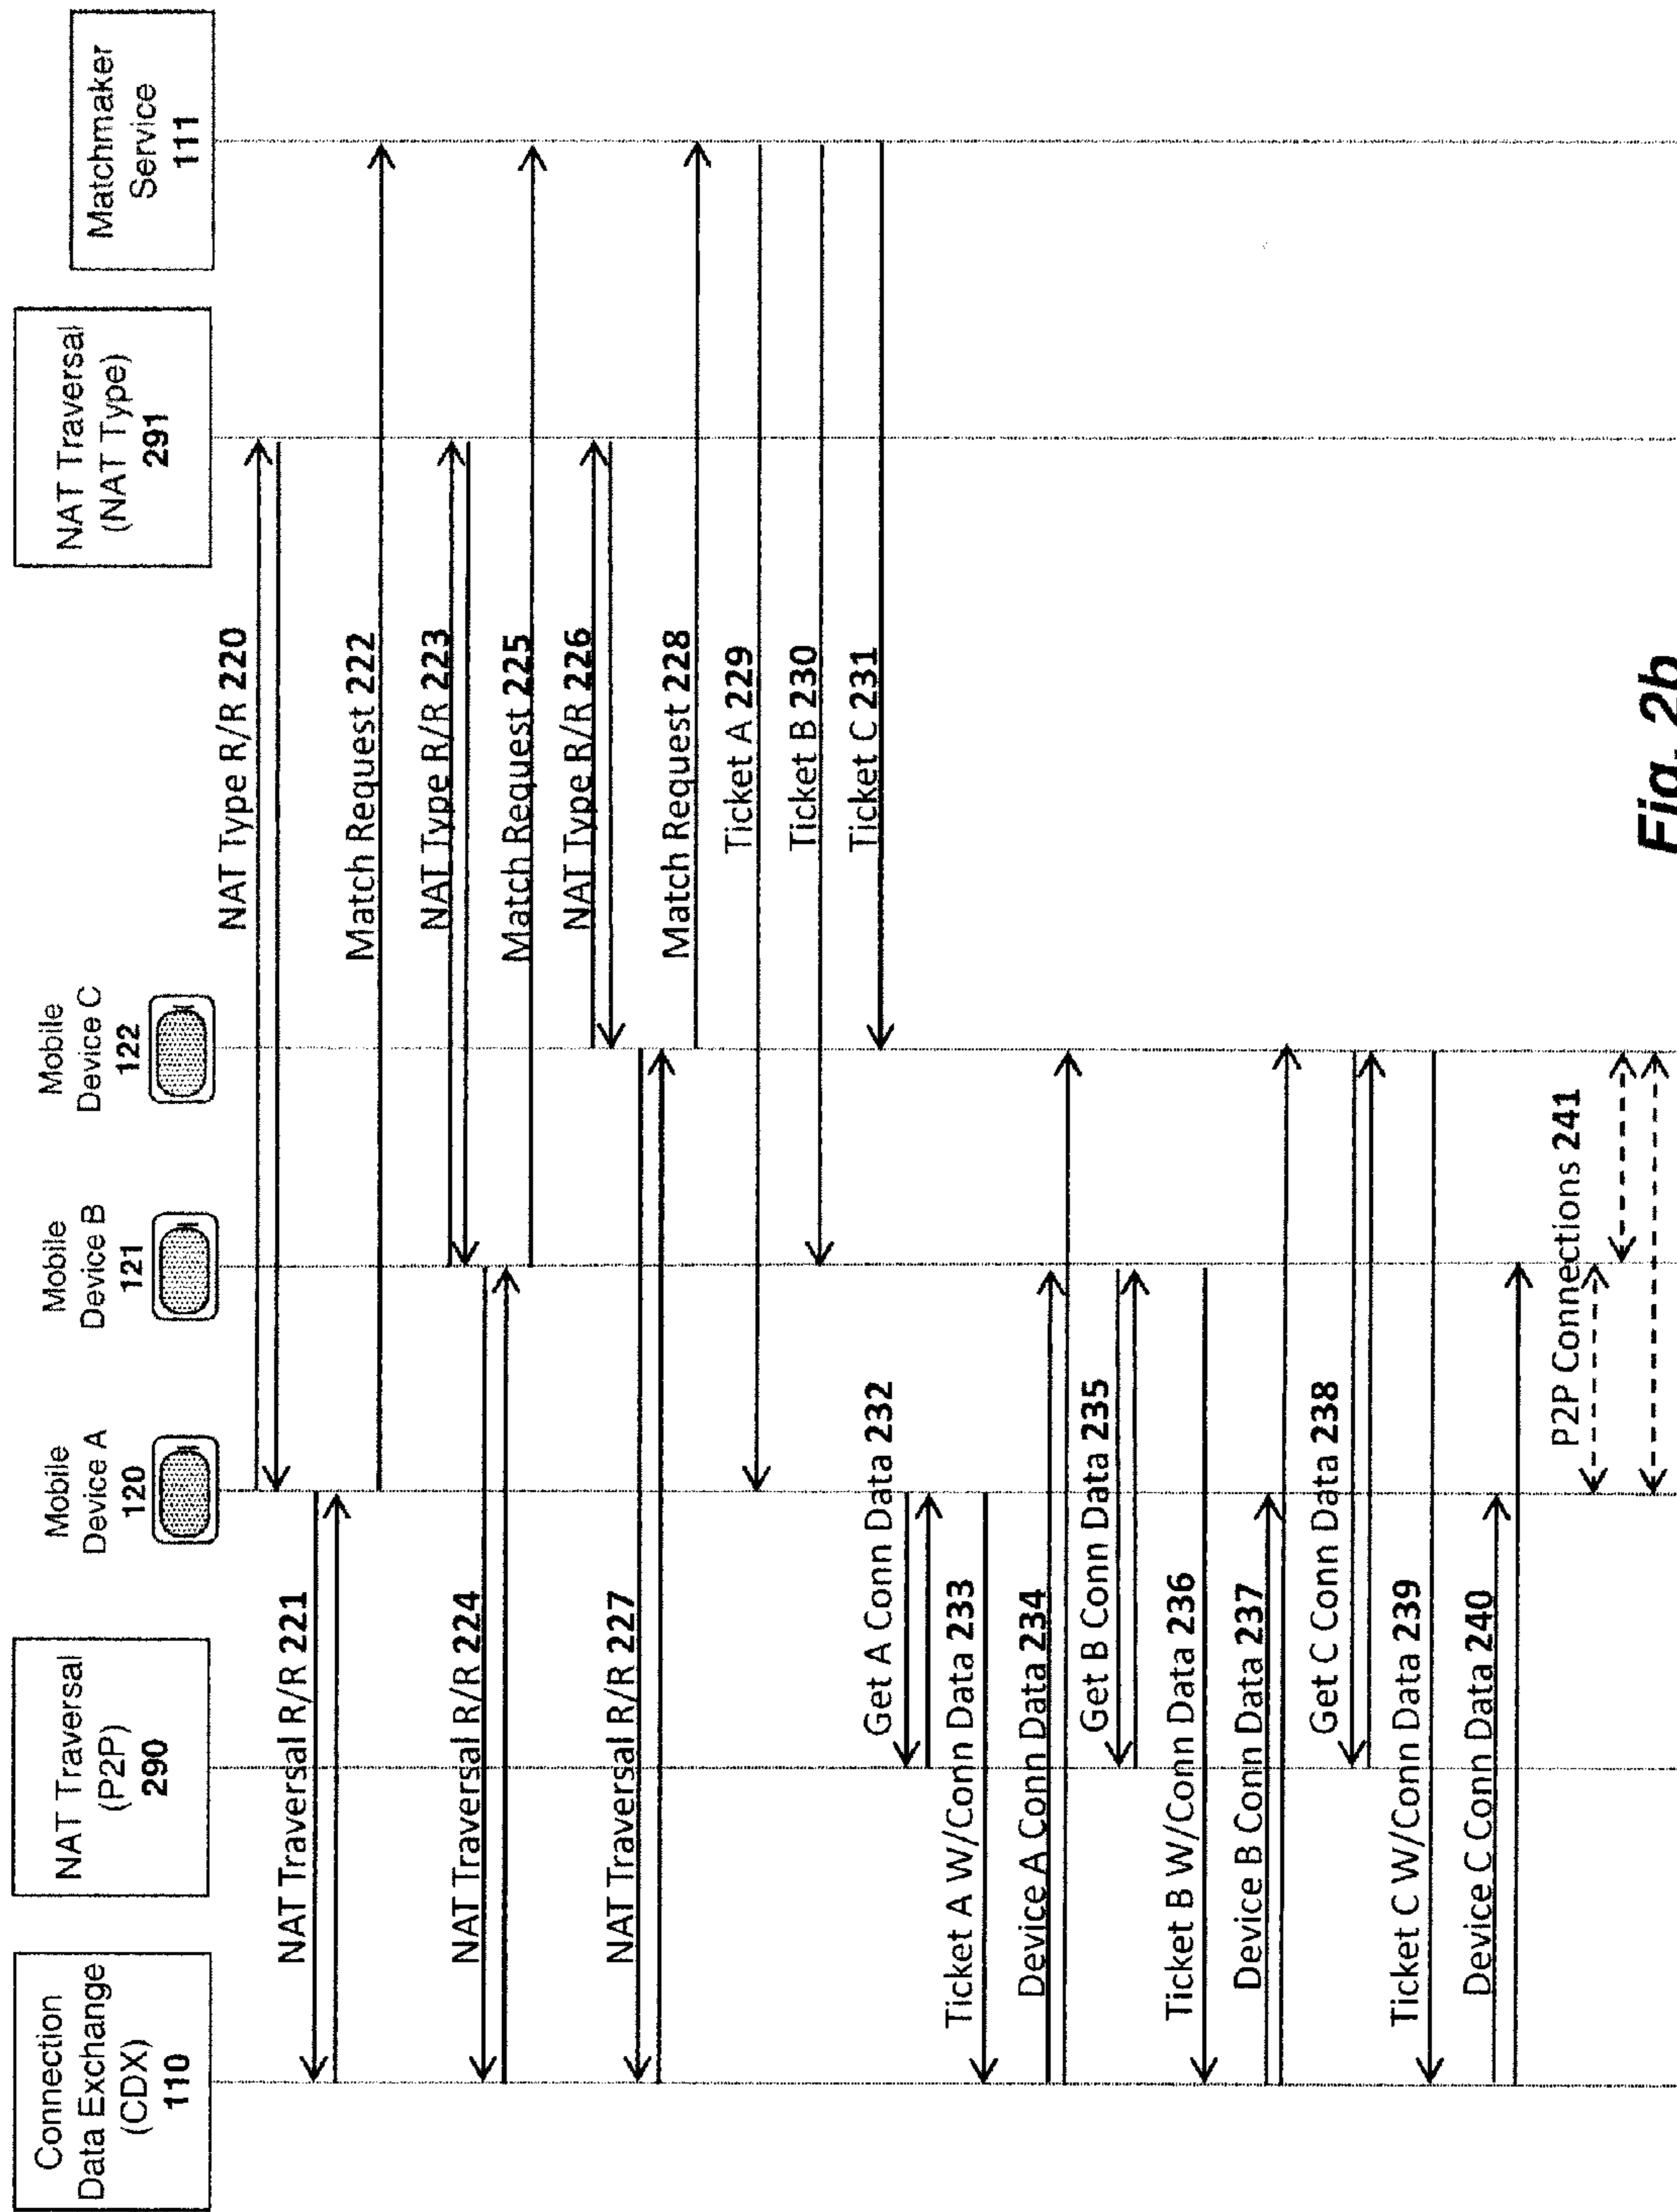 Connection
Data Exchange
(CDX)
110
NAT Traversal
(P2P)
290
Mobile
Device A
120
Mobile
Device B
121
Mobile
Device C
122
NAT Traversal
(NAT Type)
291
Matchmaker
Service
111
NAT Type R/R 220
NAT Traversal R/R 221
Match Request 222
NAT Type R/R 223
NAT Traversal R/R 224
Match Request 225
NAT Type R/R 226
NAT Traversal R/R 227
Match Request 228
Ticket A 229
Ticket B 230
Ticket C 231
Get A Conn Data 232
Ticket A W/Conn Data 233
Device A Conn Data 234
Get B Conn Data 235
Ticket B W/Conn Data 236
Device B Conn Data 237
Get C Conn Data 238
Ticket C W/Conn Data 239
Device C Conn Data 240
P2P Connections 241
Fig. 2b